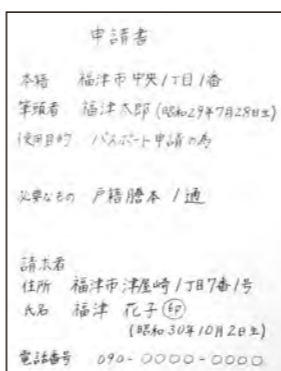 申請書
本籍 福津市中央1丁目1番
筆頭者 福津太郎(昭和29年7月28日生)
使用目的 パスポート申請の為
必要なもの 戸籍謄本 1通
請求者
住所 福津市津屋崎1丁目7番1号
氏名 福津 花子 印
(昭和30年10月2日生)
電話番号 090-0000-0000